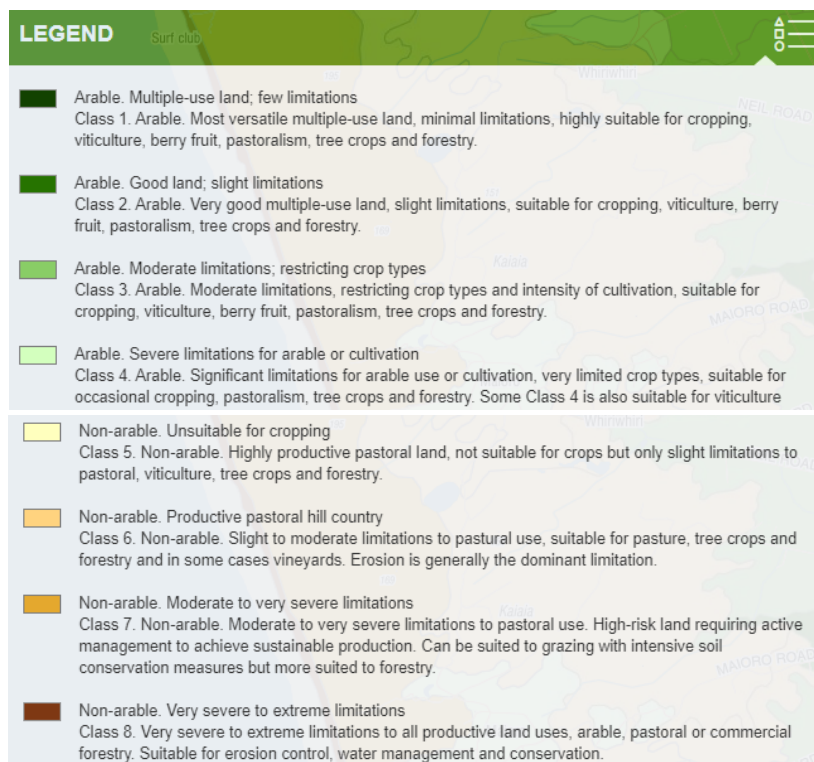 LEGEND
Surf club
Whiriwhiri
NEIL ROAD
Arable. Multiple-use land; few limitations
Class 1. Arable. Most versatile multiple-use land, minimal limitations, highly suitable for cropping,
viticulture, berry fruit, pastoralism, tree crops and forestry.
Arable. Good land; slight limitations
Class 2. Arable. Very good multiple-use land, slight limitations, suitable for cropping, viticulture, berry
fruit, pastoralism, tree crops and forestry.
Kaiaia
Arable. Moderate limitations; restricting crop types
Class 3. Arable. Moderate limitations, restricting crop types and intensity of cultivation, suitable for
cropping, viticulture, berry fruit, pastoralism, tree crops and forestry.
MAIORO ROAD
Arable. Severe limitations for arable or cultivation
Class 4. Arable. Significant limitations for arable use or cultivation, very limited crop types, suitable for
occasional cropping, pastoralism, tree crops and forestry. Some Class 4 is also suitable for viticulture
Whiriwhiri
Non-arable. Unsuitable for cropping
Class 5. Non-arable. Highly productive pastoral land, not suitable for crops but only slight limitations to
pastoral, viticulture, tree crops and forestry.
Non-arable. Productive pastoral hill country
Class 6. Non-arable. Slight to moderate limitations to pastural use, suitable for pasture, tree crops and
forestry and in some cases vineyards. Erosion is generally the dominant limitation.
Non-arable. Moderate to very severe limitations
Kaiaia
Class 7. Non-arable. Moderate to very severe limitations to pastoral use. High-risk land requiring active
management to achieve sustainable production. Can be suited to grazing with intensive soil
conservation measures but more suited to forestry.
MAIORO ROAD
Non-arable. Very severe to extreme limitations
Class 8. Very severe to extreme limitations to all productive land uses, arable, pastoral or commercial
forestry. Suitable for erosion control, water management and conservation.